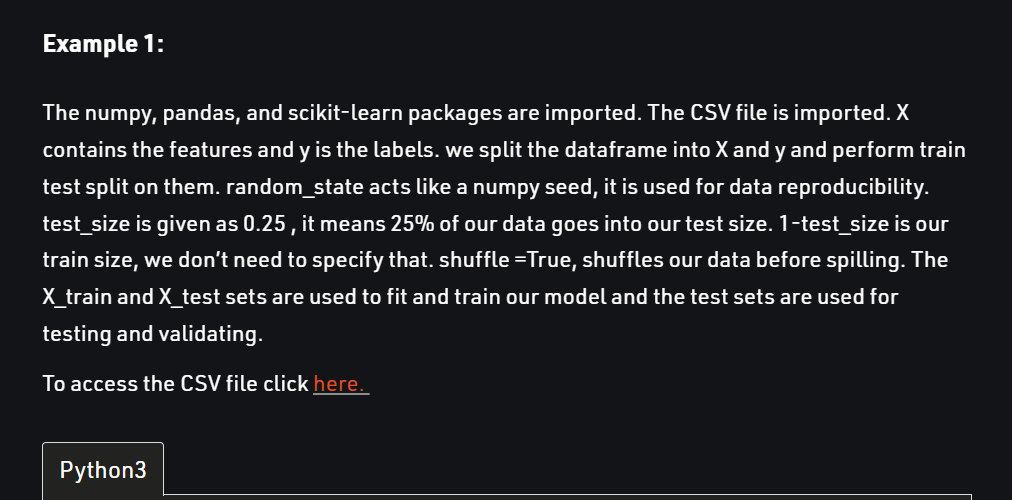 Example 1:
The numpy, pandas, and scikit-learn packages are imported. The CSV file is imported. X
contains the features and y is the labels. we split the dataframe into X and y and perform train
test split on them. random_state acts like a numpy seed, it is used for data reproducibility.
test_size is given as 0.25 , it means 25% of our data goes into our test size. 1-test_size is our
train size, we don’t need to specify that. shuffle =True, shuffles our data before spilling. The
X_train and X_test sets are used to fit and train our model and the test sets are used for
testing and validating.
To access the CSV file click here.
Python3